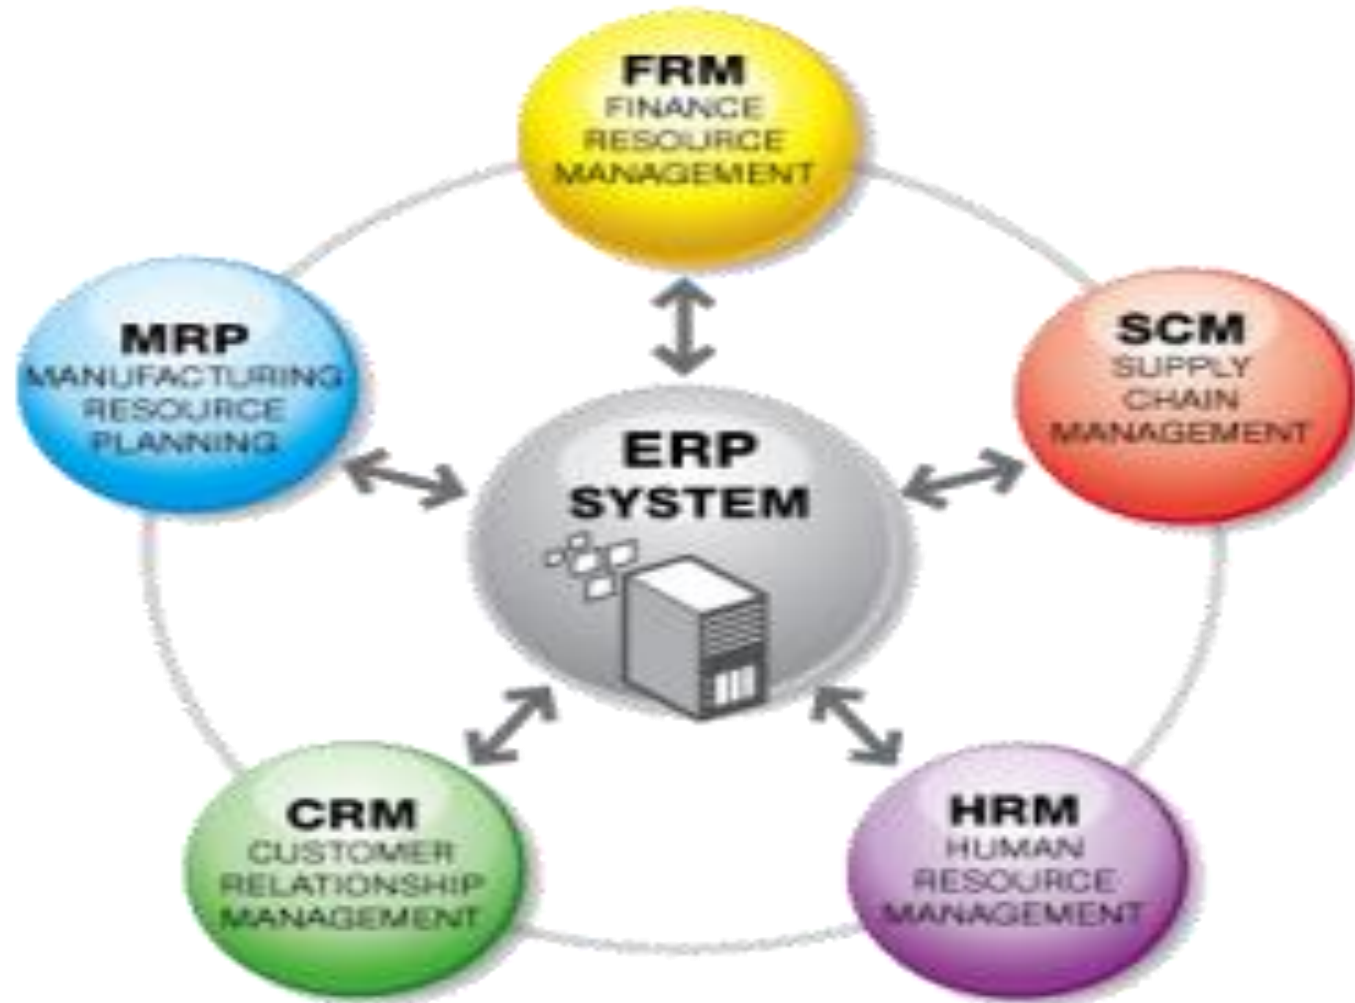 FRM
FINANCE
RESOURCE
MANAGEMENT
SCM
SUPPLY
CHAIN
MANAGEMENT
MRP
MANUFACTURING
RESOURCE
PLANNING
ERP
SYSTEM
CRM
CUSTOMER
RELATIONSHIP
MANAGEMENT
HRM
HUMAN
RESOURCE
MANAGEMENT